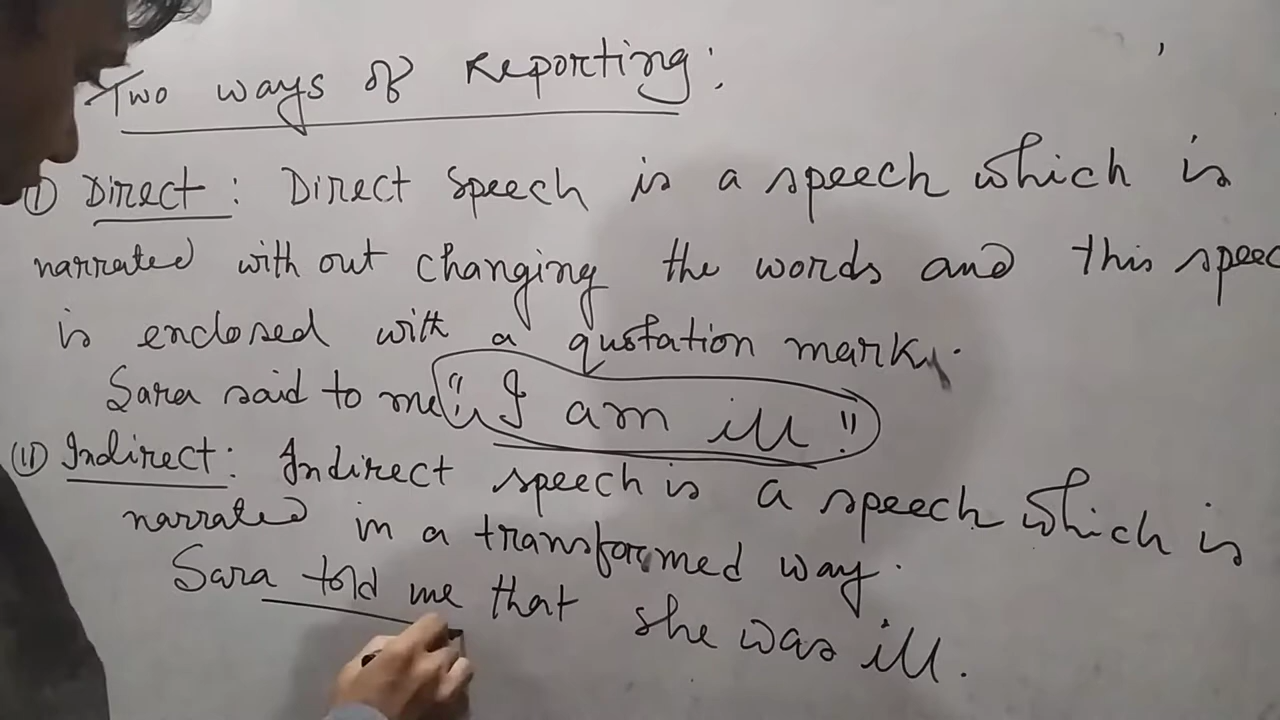 Two ways of Reporting:
(I) Direct: Direct speech is a speech which is
narrated with out changing the words and this speec
is enclosed with a qustation mark.
Sara said to me, "I am ill."
(II) Indirect: Indirect speech is a speech which is
narrated in a transformed way.
Sara told me that she was ill.